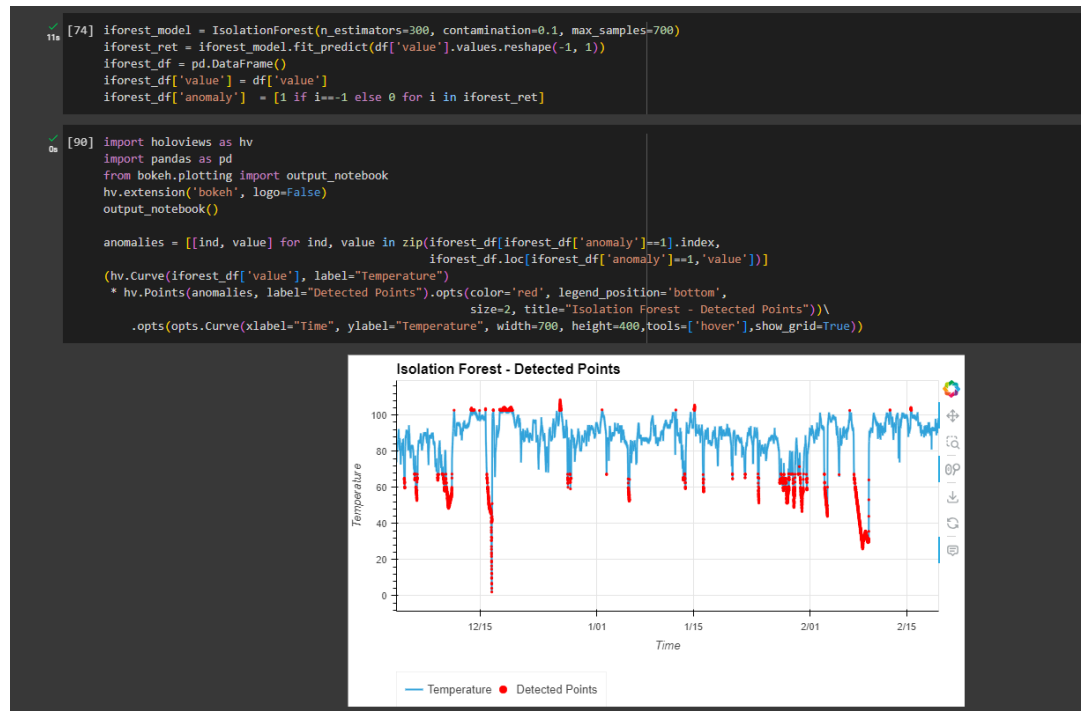 [74] iforest_model = IsolationForest(n_estimators=300, contamination=0.1, max_samples=700)
11s
iforest_ret = iforest_model.fit_predict(df['value'].values.reshape(-1, 1))
iforest_df = pd.DataFrame()
iforest_df['value'] = df['value']
iforest_df['anomaly']  = [1 if i==-1 else 0 for i in iforest_ret]
[90] import holoviews as hv
0s
import pandas as pd
from bokeh.plotting import output_notebook
hv.extension('bokeh', logo=False)
output_notebook()
anomalies = [[ind, value] for ind, value in zip(iforest_df[iforest_df['anomaly']==1].index,
iforest_df.loc[iforest_df['anomaly']==1,'value'])]
(hv.Curve(iforest_df['value'], label="Temperature")
* hv.Points(anomalies, label="Detected Points").opts(color='red', legend_position='bottom',
size=2, title="Isolation Forest - Detected Points"))\
.opts(opts.Curve(xlabel="Time", ylabel="Temperature", width=700, height=400,tools=['hover'],show_grid=True))
Isolation Forest - Detected Points
100
80
60
40
20
0
Temperature
12/15 1/01 1/15 2/01 2/15
Time
Temperature Detected Points